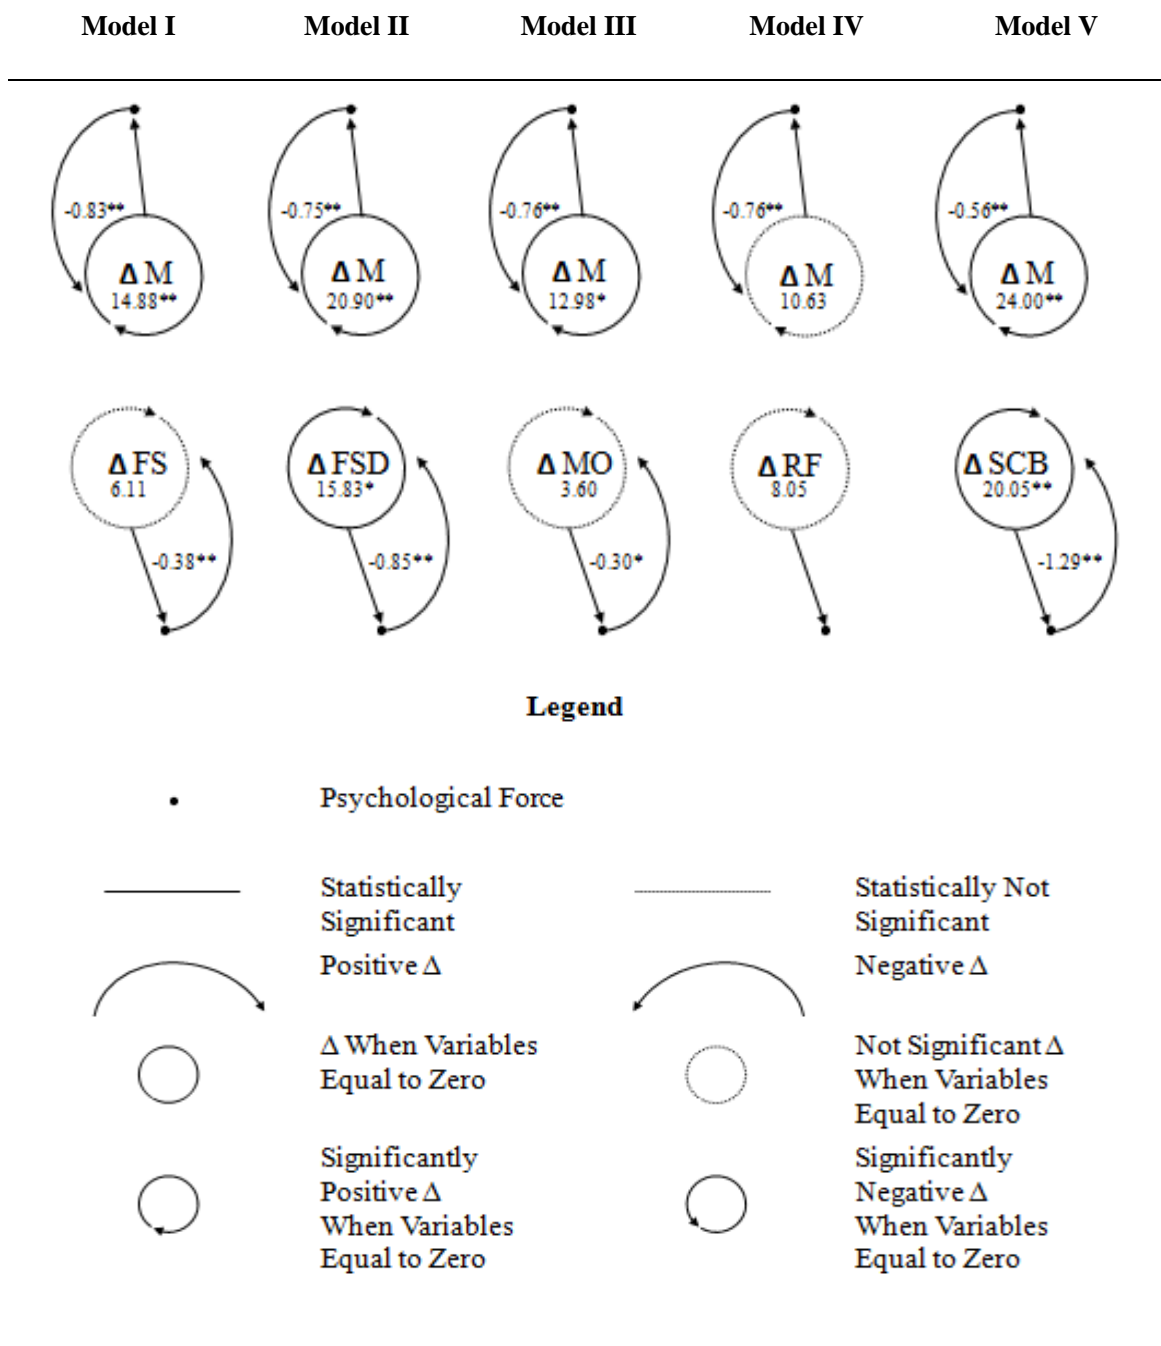 Model I Model II Model III Model IV Model V
-0.83** -0.75** -0.76** -0.76** -0.56**
Δ M Δ M Δ M Δ M Δ M
14.88** 20.90** 12.98* 10.63 24.00**
Δ FS Δ FSD Δ MO Δ RF Δ SCB
6.11 15.83* 3.60 8.05 20.05**
-0.38** -0.85** -0.30* -1.29**
Legend
Psychological Force
Statistically Statistically Not
Significant Significant
Positive Δ Negative Δ
Δ When Variables Not Significant Δ
Equal to Zero When Variables
Equal to Zero
Significantly Significantly
Positive Δ Negative Δ
When Variables When Variables
Equal to Zero Equal to Zero